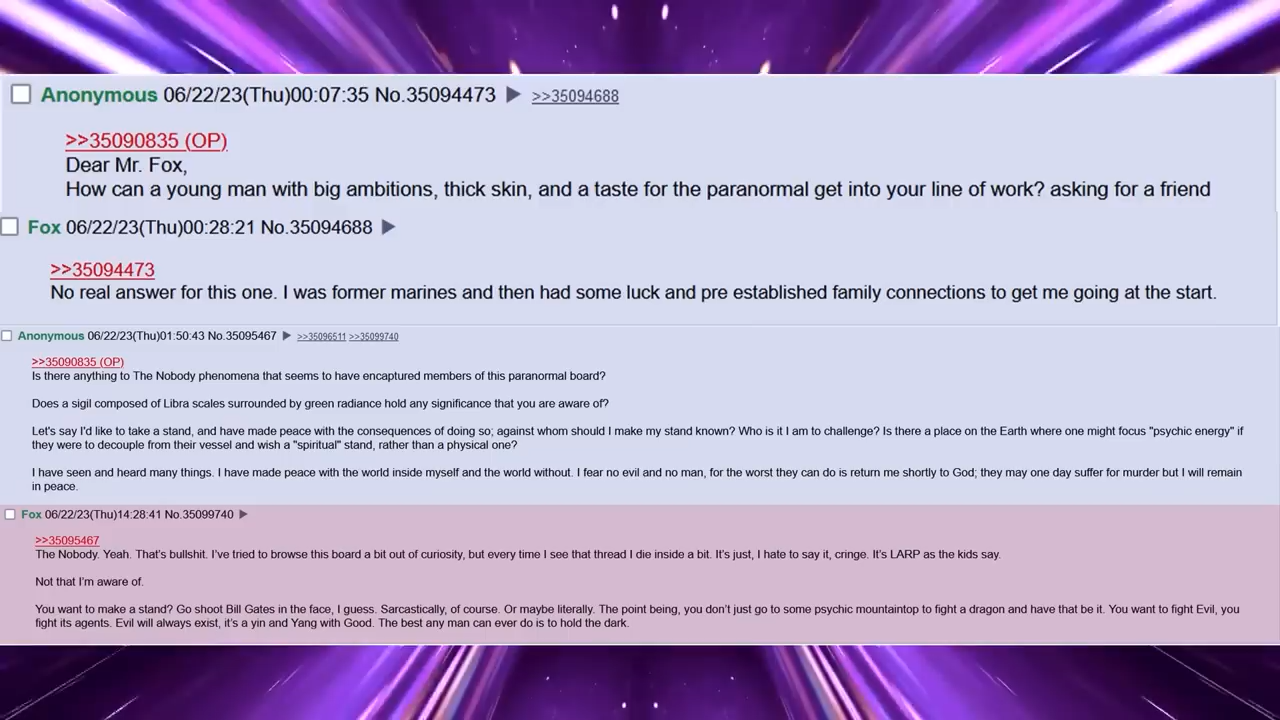 Anonymous 06/22/23(Thu)00:07:35 No.35094473 ▶ >>35094688
>>35090835 (OP)
Dear Mr. Fox,
How can a young man with big ambitions, thick skin, and a taste for the paranormal get into your line of work? asking for a friend
Fox 06/22/23(Thu)00:28:21 No.35094688 ▶
>>35094473
No real answer for this one. I was former marines and then had some luck and pre established family connections to get me going at the start.
Anonymous 06/22/23(Thu)01:50:43 No.35095467 ▶ >>35096511 >>35099740
>>35090835 (OP)
Is there anything to The Nobody phenomena that seems to have encaptured members of this paranormal board?
Does a sigil composed of Libra scales surrounded by green radiance hold any significance that you are aware of?
Let's say I'd like to take a stand, and have made peace with the consequences of doing so; against whom should I make my stand known? Who is it I am to challenge? Is there a place on the Earth where one might focus "psychic energy" if
they were to decouple from their vessel and wish a "spiritual" stand, rather than a physical one?
I have seen and heard many things. I have made peace with the world inside myself and the world without. I fear no evil and no man, for the worst they can do is return me shortly to God; they may one day suffer for murder but I will remain
in peace.
Fox 06/22/23(Thu)14:28:41 No.35099740 ▶
>>35095467
The Nobody. Yeah. That's bullshit. I've tried to browse this board a bit out of curiosity, but every time I see that thread I die inside a bit. It's just, I hate to say it, cringe. It's LARP as the kids say.
Not that I'm aware of.
You want to make a stand? Go shoot Bill Gates in the face, I guess. Sarcastically, of course. Or maybe literally. The point being, you don't just go to some psychic mountaintop to fight a dragon and have that be it. You want to fight Evil, you
fight its agents. Evil will always exist, it's a yin and Yang with Good. The best any man can ever do is to hold the dark.